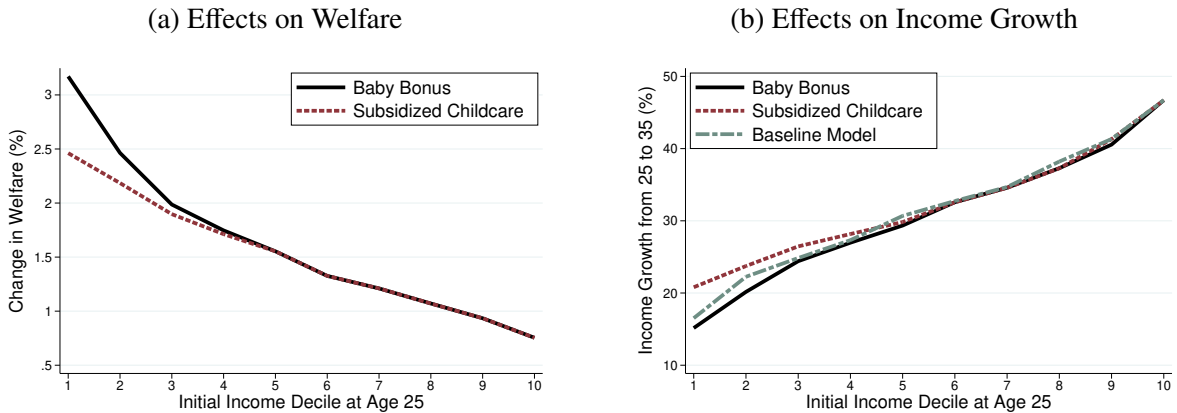 (a) Effects on Welfare
Change in Welfare (%)
3
2.5
2
1.5
1
.5
Baby Bonus
Subsidized Childcare
1 2 3 4 5 6 7 8 9 10
Initial Income Decile at Age 25
(b) Effects on Income Growth
Income Growth from 25 to 35 (%)
50
40
30
20
10
Baby Bonus
Subsidized Childcare
Baseline Model
1 2 3 4 5 6 7 8 9 10
Initial Income Decile at Age 25